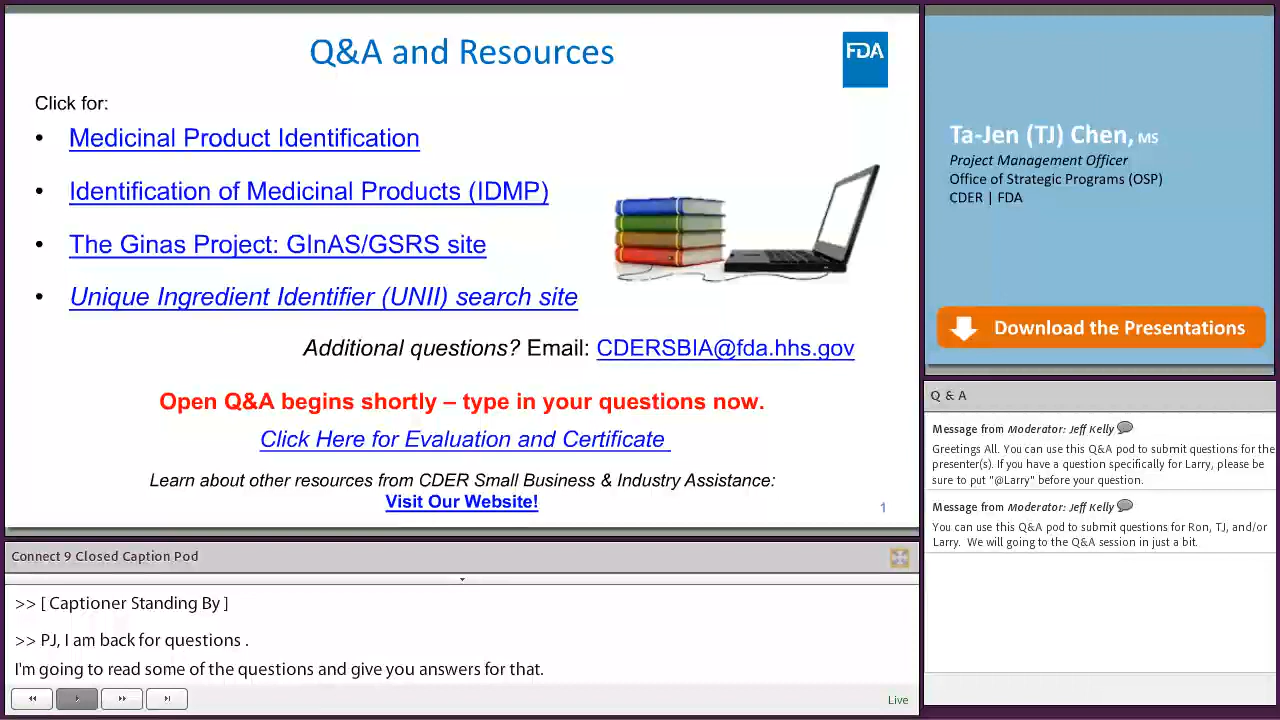 Q&A and Resources
FDA
Click for:
• Medicinal Product Identification
• Identification of Medicinal Products (IDMP)
• The Ginas Project: GInAS/GSRS site
• Unique Ingredient Identifier (UNII) search site
Additional questions? Email: CDERSBIA@fda.hhs.gov
Open Q&A begins shortly – type in your questions now.
Click Here for Evaluation and Certificate
Learn about other resources from CDER Small Business & Industry Assistance:
Visit Our Website!
1
Ta-Jen (TJ) Chen, MS
Project Management Officer
Office of Strategic Programs (OSP)
CDER | FDA
Download the Presentations
Q & A
Message from Moderator: Jeff Kelly
Greetings All. You can use this Q&A pod to submit questions for the
presenter(s). If you have a question specifically for Larry, please be
sure to put "@Larry" before your question.
Message from Moderator: Jeff Kelly
You can use this Q&A pod to submit questions for Ron, TJ, and/or
Larry. We will going to the Q&A session in just a bit.
Connect 9 Closed Caption Pod
>> [ Captioner Standing By ]
>> PJ, I am back for questions .
I'm going to read some of the questions and give you answers for that.
Live